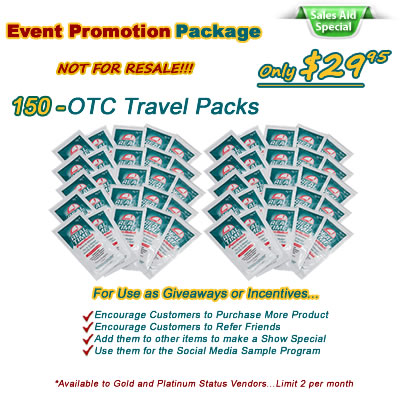 Sales Aid
Special
Event Promotion Package
NOT FOR RESALE!!!
Only $29.95
150 - OTC Travel Packs
REAL
TIME
For Use as Giveaways or Incentives...
Encourage Customers to Purchase More Product
Encourage Customers to Refer Friends
Add them to other items to make a Show Special
Use them for the Social Media Sample Program
*Available to Gold and Platinum Status Vendors...Limit 2 per month